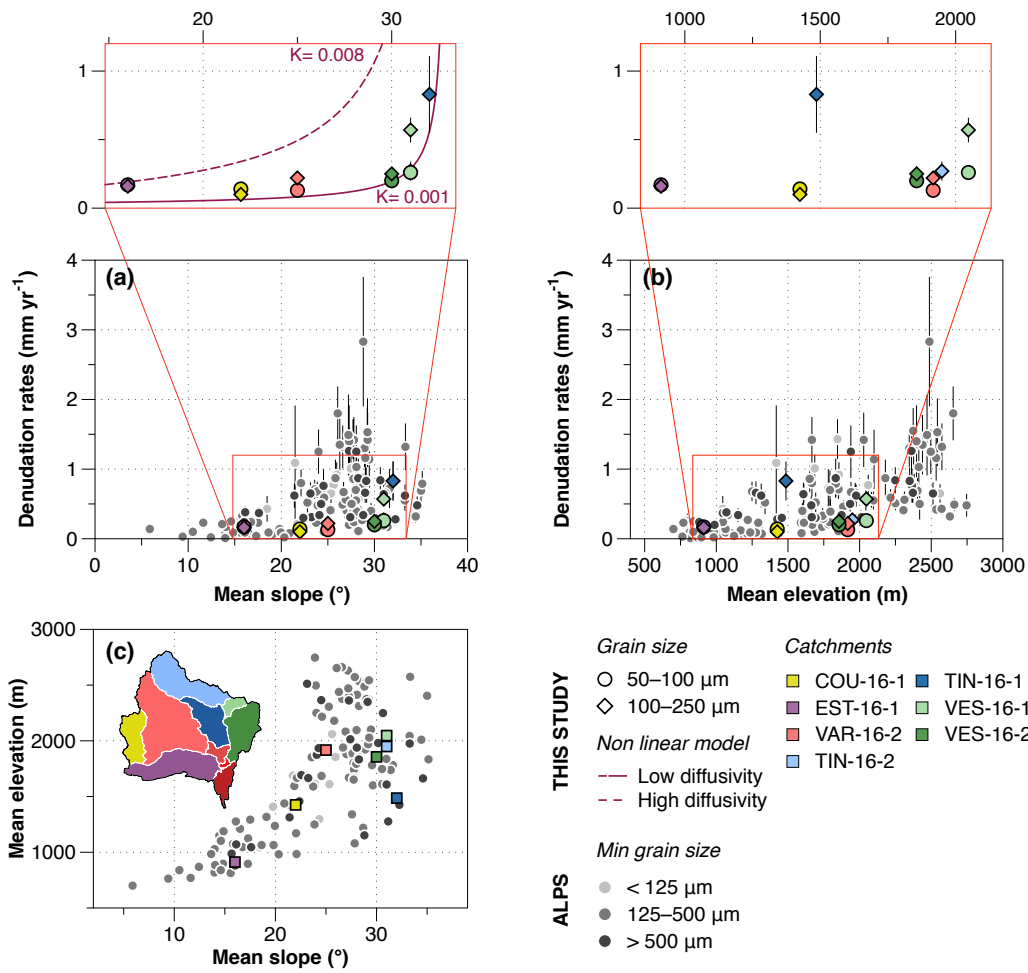 20 30
1000 1500 2000
K= 0.008
1
0
K= 0.001
1
0
(a)
Denudation rates (mm yr⁻¹)
4
3
2
1
0
0 10 20 30 40
Mean slope (°)
(b)
Denudation rates (mm yr⁻¹)
4
3
2
1
0
500 1000 1500 2000 2500 3000
Mean elevation (m)
(c)
Mean elevation (m)
3000
2000
1000
10 20 30
Mean slope (°)
THIS STUDY
Grain size
50–100 μm
100–250 μm
Non linear model
Low diffusivity
High diffusivity
Catchments
COU-16-1
EST-16-1
VAR-16-2
TIN-16-2
TIN-16-1
VES-16-1
VES-16-2
ALPS
Min grain size
< 125 μm
125–500 μm
> 500 μm